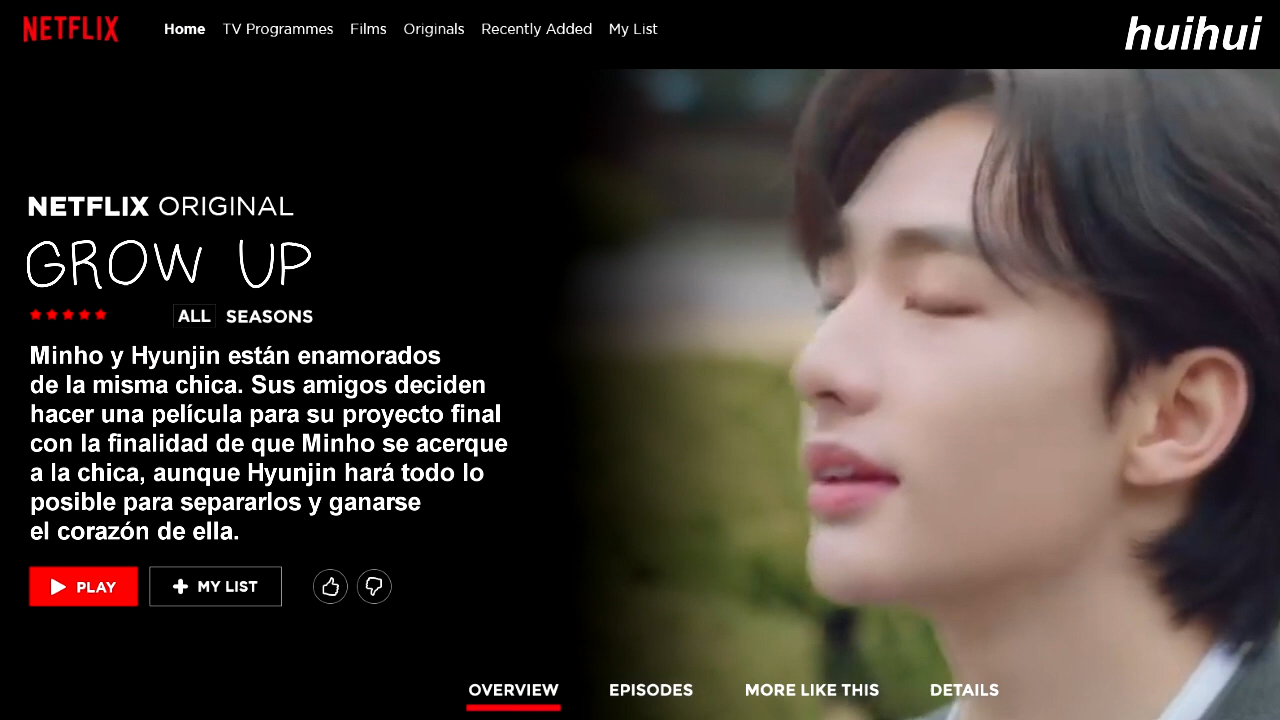 NETFLIX Home TV Programmes Films Originals Recently Added My List huihui
NETFLIX ORIGINAL
GROW UP
ALL SEASONS
Minho y Hyunjin están enamorados
de la misma chica. Sus amigos deciden
hacer una película para su proyecto final
con la finalidad de que Minho se acerque
a la chica, aunque Hyunjin hará todo lo
posible para separarlos y ganarse
el corazón de ella.
PLAY MY LIST
OVERVIEW EPISODES MORE LIKE THIS DETAILS